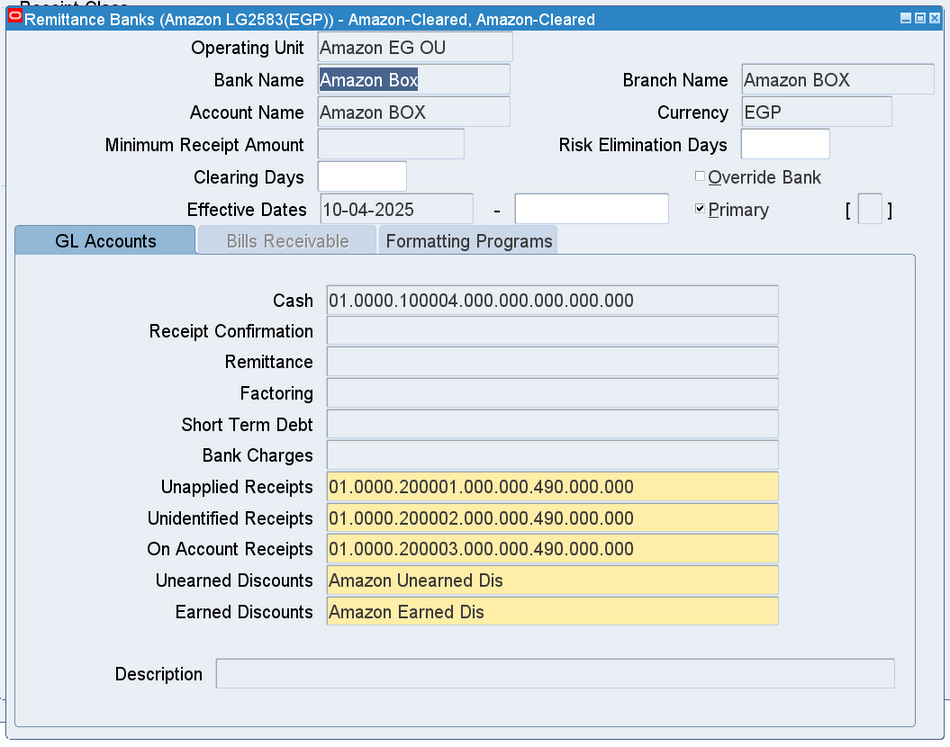 Receipt Class
Remittance Banks (Amazon LG2583(EGP)) - Amazon-Cleared, Amazon-Cleared
Operating Unit Amazon EG OU
Bank Name Amazon Box Branch Name Amazon BOX
Account Name Amazon BOX Currency EGP
Minimum Receipt Amount Risk Elimination Days
Clearing Days Override Bank
Effective Dates 10-04-2025 - Primary [ ]
GL Accounts Bills Receivable Formatting Programs
Cash 01.0000.100004.000.000.000.000.000
Receipt Confirmation
Remittance
Factoring
Short Term Debt
Bank Charges
Unapplied Receipts 01.0000.200001.000.000.490.000.000
Unidentified Receipts 01.0000.200002.000.000.490.000.000
On Account Receipts 01.0000.200003.000.000.490.000.000
Unearned Discounts Amazon Unearned Dis
Earned Discounts Amazon Earned Dis
Description